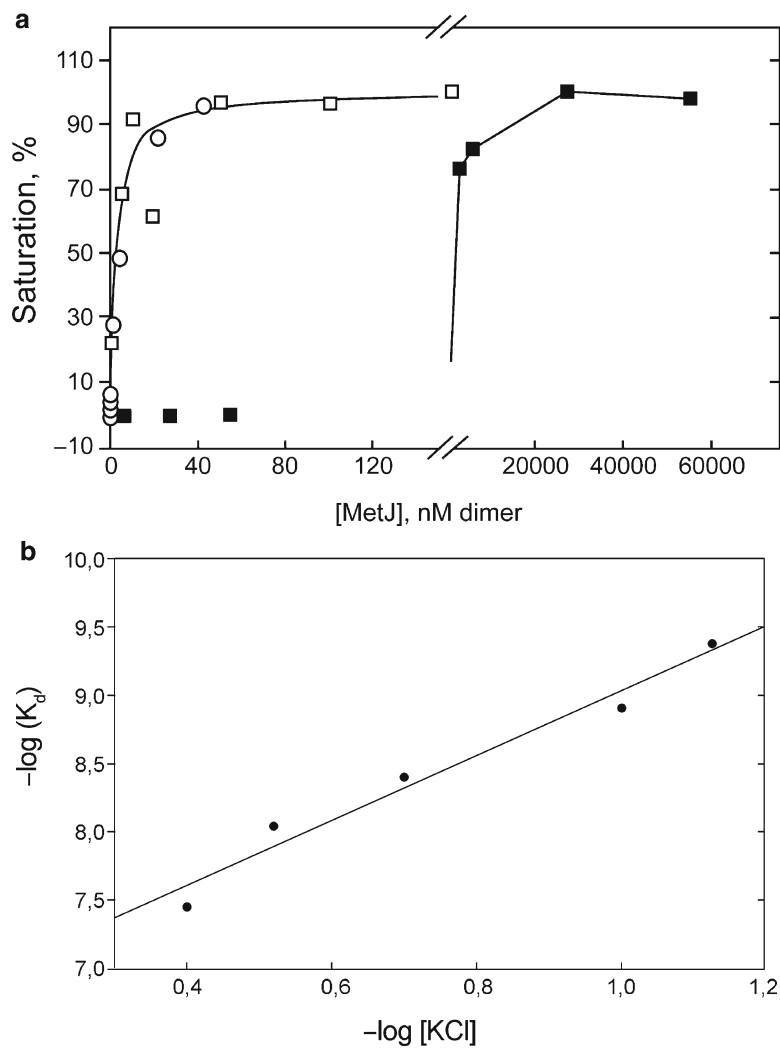 a
110
90
70
50
30
10
–10
Saturation, %
0 40 80 120 20000 40000 60000
[MetJ], nM dimer
b
10,0
9,5
9,0
8,5
8,0
7,5
7,0
–log (Kd)
0,4 0,6 0,8 1,0 1,2
–log [KCl]